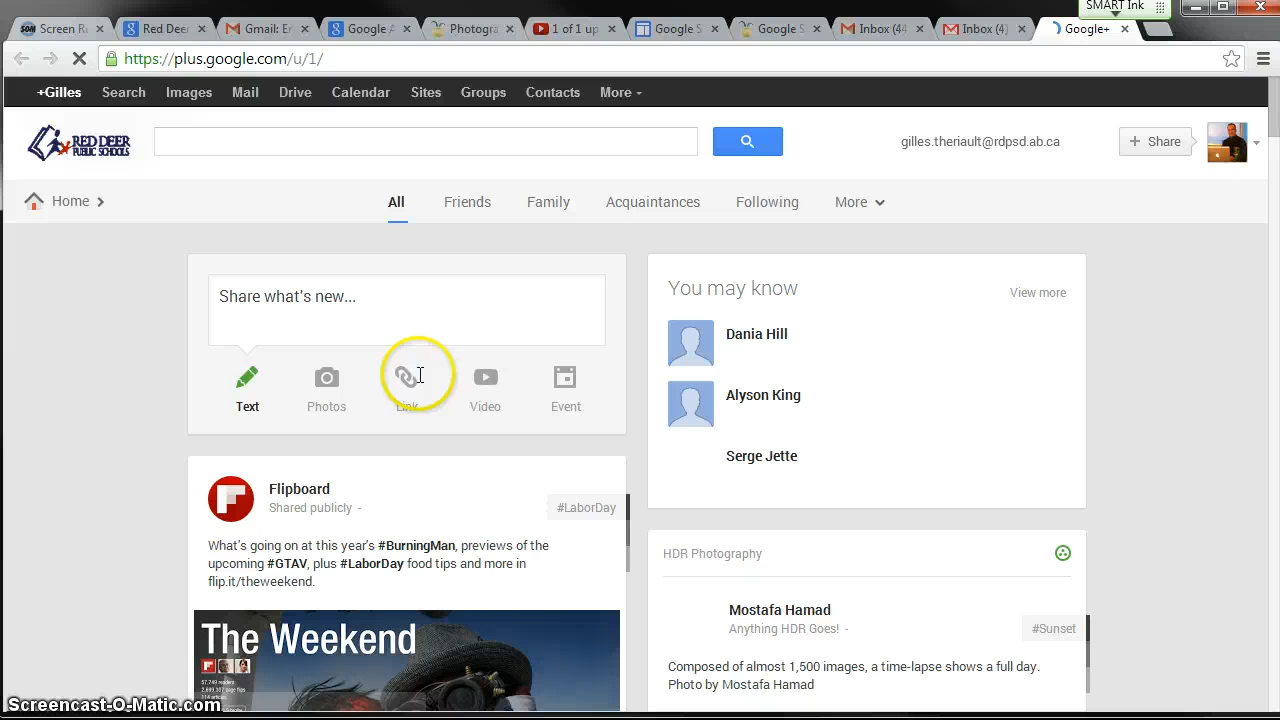 SMART Ink
Screen Re
Red Deer
Gmail: En
Google
Photogra
1 of 1 up
Google S
Google S
Inbox (44
Inbox (4)
Google+
https://plus.google.com/u/1/
+Gilles Search Images Mail Drive Calendar Sites Groups Contacts More
RED DEER
PUBLIC SCHOOLS
gilles.theriault@rdpsd.ab.ca
+ Share
Home
All Friends Family Acquaintances Following More
Share what's new...
Text Photos Link Video Event
You may know
View more
Dania Hill
Alyson King
Serge Jette
Flipboard
Shared publicly -
#LaborDay
What's going on at this year's #BurningMan, previews of the
upcoming #GTAV, plus #LaborDay food tips and more in
flip.it/theweekend.
The Weekend
HDR Photography
Mostafa Hamad
Anything HDR Goes! -
#Sunset
Composed of almost 1,500 images, a time-lapse shows a full day.
Photo by Mostafa Hamad
Screencast-O-Matic.com